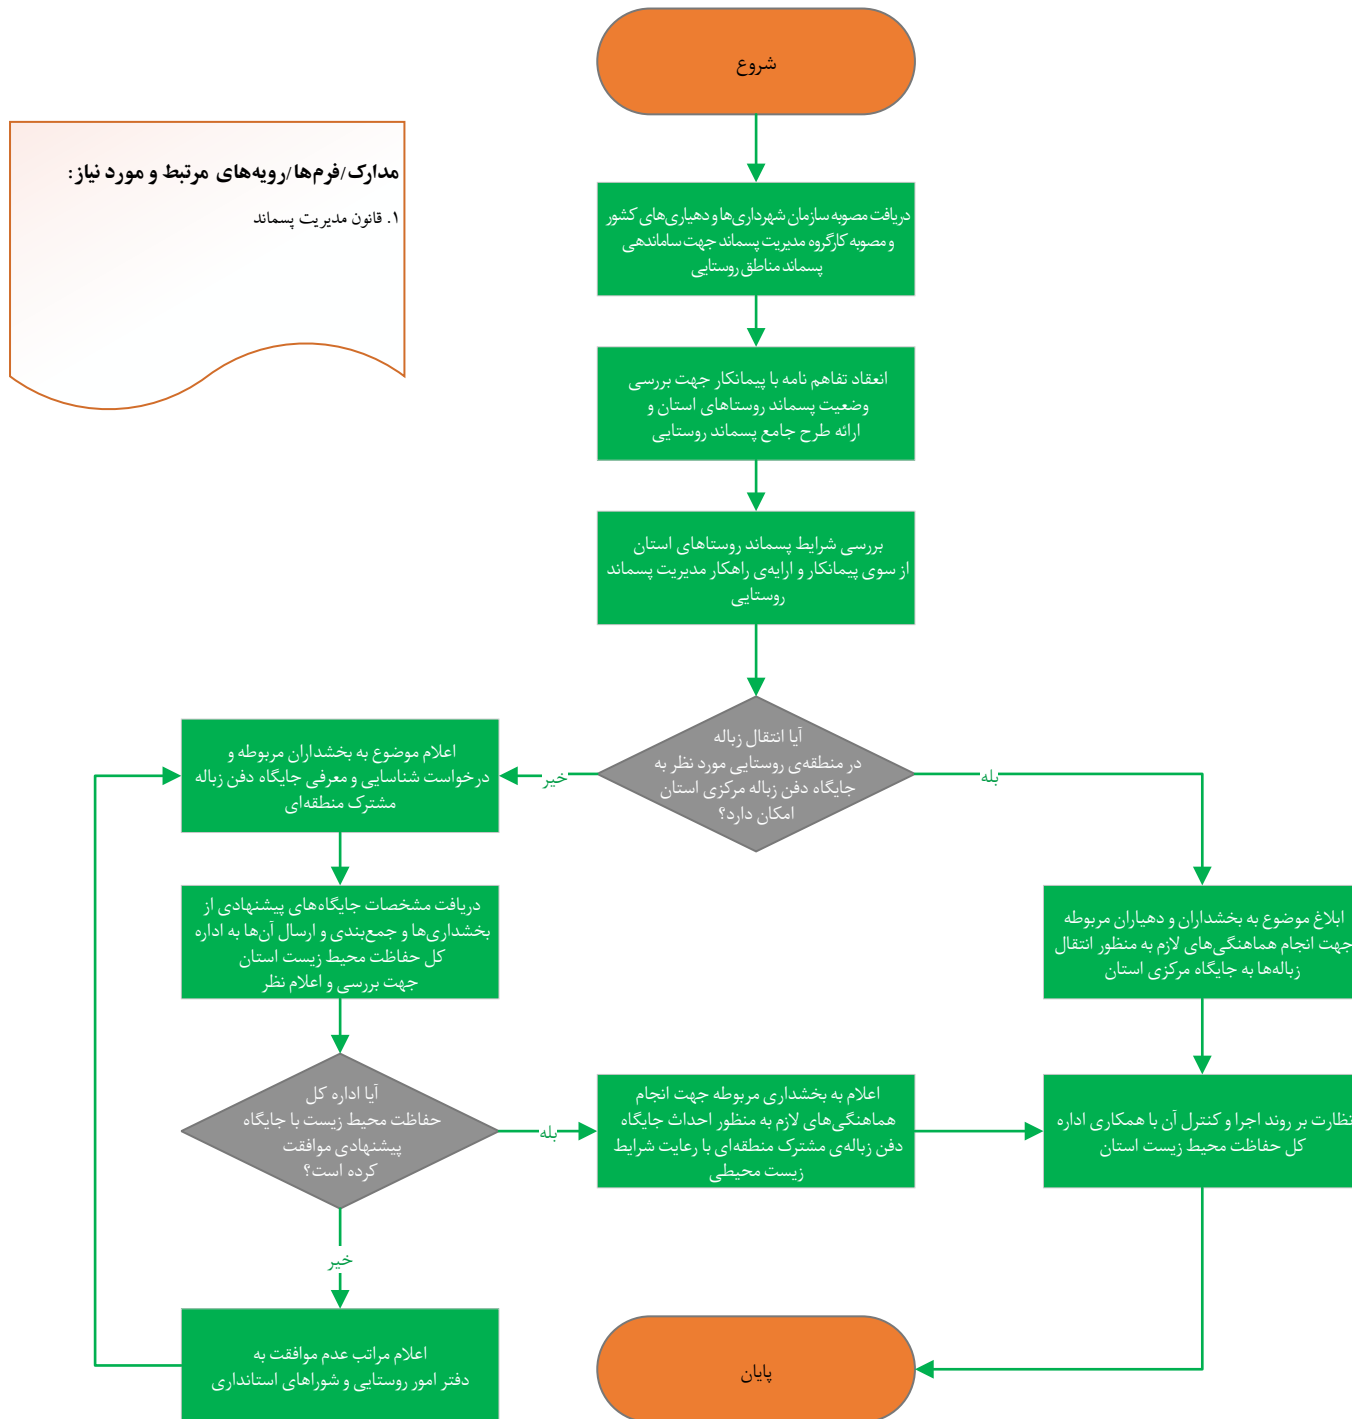 شروع
مدارک/فرم‌ها/رویه‌های مرتبط و مورد نیاز:
۱. قانون مدیریت پسماند
دریافت مصوبه سازمان شهرداری‌ها و دهیاری‌های کشور
و مصوبه کارگروه مدیریت پسماند جهت ساماندهی
پسماند مناطق روستایی
انعقاد تفاهم نامه با پیمانکار جهت بررسی
وضعیت پسماند روستاهای استان و
ارائه طرح جامع پسماند روستایی
بررسی شرایط پسماند روستاهای استان
از سوی پیمانکار و ارایه‌ی راهکار مدیریت پسماند
روستایی
آیا انتقال زباله
در منطقه‌ی روستایی مورد نظر به
جایگاه دفن زباله مرکزی استان
امکان دارد؟
بله
خیر
اعلام موضوع به بخشداران مربوطه و
درخواست شناسایی و معرفی جایگاه دفن زباله
مشترک منطقه‌ای
ابلاغ موضوع به بخشداران و دهیاران مربوطه
جهت انجام هماهنگی‌های لازم به منظور انتقال
زباله‌ها به جایگاه مرکزی استان
دریافت مشخصات جایگاه‌های پیشنهادی از
بخشداری‌ها و جمع‌بندی و ارسال آن‌ها به اداره
کل حفاظت محیط زیست استان
جهت بررسی و اعلام نظر
آیا اداره کل
حفاظت محیط زیست با جایگاه
پیشنهادی موافقت
کرده است؟
بله
اعلام به بخشداری مربوطه جهت انجام
هماهنگی‌های لازم به منظور احداث جایگاه
دفن زباله‌ی مشترک منطقه‌ای با رعایت شرایط
زیست محیطی
نظارت بر روند اجرا و کنترل آن با همکاری اداره
کل حفاظت محیط زیست استان
خیر
اعلام مراتب عدم موافقت به
دفتر امور روستایی و شوراهای استانداری
پایان